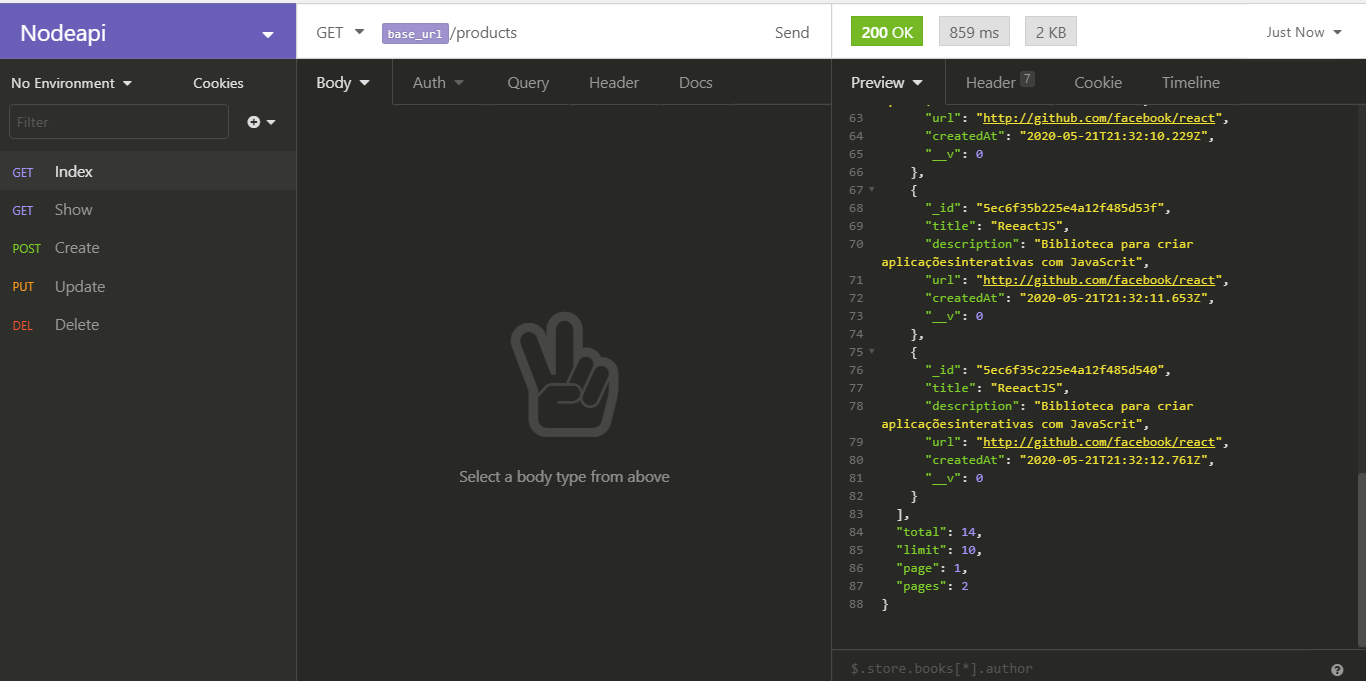 Nodeapi
No Environment
Cookies
Filter
GET Index
GET Show
POST Create
PUT Update
DEL Delete
GET base_url/products
Send
Body
Auth
Query
Header
Docs
Select a body type from above
200 OK
859 ms
2 KB
Just Now
Preview
Header 7
Cookie
Timeline
63 "url": "http://github.com/facebook/react",
64 "createdAt": "2020-05-21T21:32:10.229Z",
65 "__v": 0
66 },
67 {
68 "_id": "5ec6f35b225e4a12f485d53f",
69 "title": "ReeactJS",
70 "description": "Biblioteca para criar
aplicaçõesinterativas com JavaScrit",
71 "url": "http://github.com/facebook/react",
72 "createdAt": "2020-05-21T21:32:11.653Z",
73 "__v": 0
74 },
75 {
76 "_id": "5ec6f35c225e4a12f485d540",
77 "title": "ReeactJS",
78 "description": "Biblioteca para criar
aplicaçõesinterativas com JavaScrit",
79 "url": "http://github.com/facebook/react",
80 "createdAt": "2020-05-21T21:32:12.761Z",
81 "__v": 0
82 }
83 ],
84 "total": 14,
85 "limit": 10,
86 "page": 1,
87 "pages": 2
88 }
$.store.books[*].author